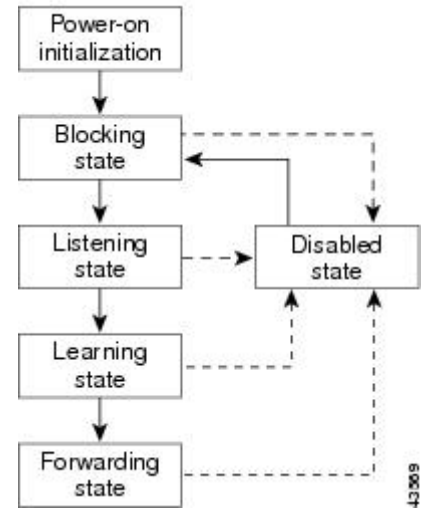 Power-on
initialization
Blocking
state
Listening
state
Disabled
state
Learning
state
Forwarding
state
43569